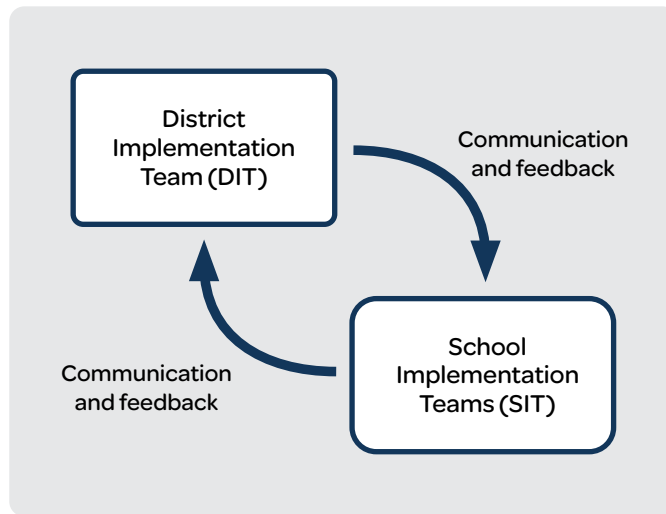 District
Implementation
Team (DIT)
Communication
and feedback
School
Implementation
Teams (SIT)
Communication
and feedback